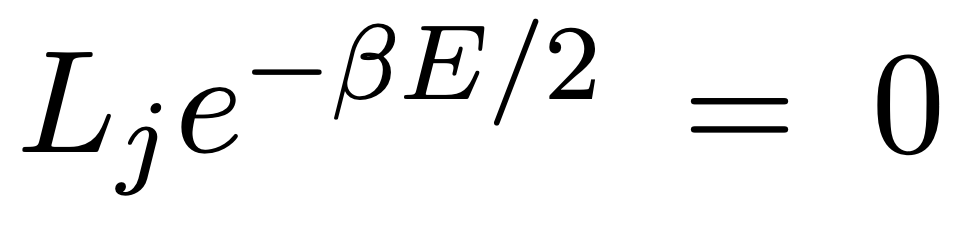 $L_j e^{-\beta E/2} = 0$